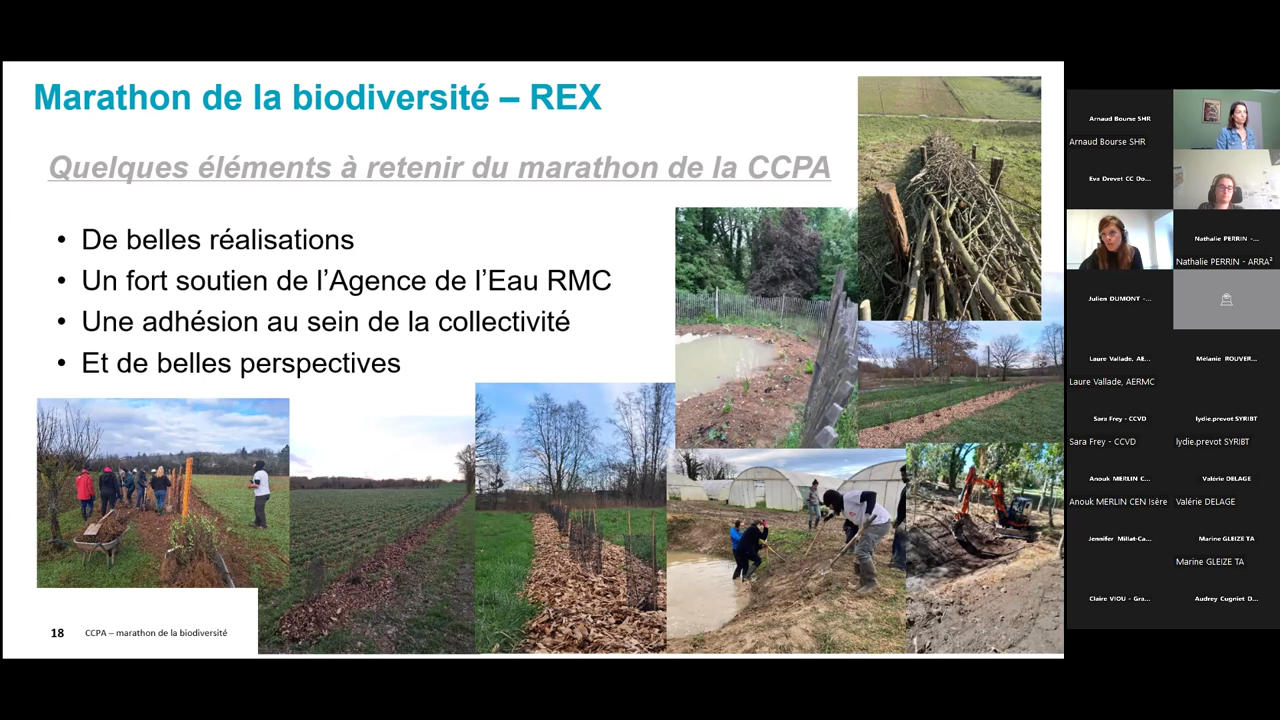 Marathon de la biodiversité – REX
Quelques éléments à retenir du marathon de la CCPA
• De belles réalisations
• Un fort soutien de l’Agence de l’Eau RMC
• Une adhésion au sein de la collectivité
• Et de belles perspectives
18 CCPA – marathon de la biodiversité
Arnaud Bourse SHR
Arnaud Bourse SHR
Eva Drevet CC Do...
Nathalie PERRIN -...
Nathalie PERRIN - ARRA²
Julien DUMONT -...
Laure Vallade, AE...
Mélanie ROUVER...
Laure Vallade, AERMC
Sara Frey - CCVD
lydie.prevot SYRIBT
Sara Frey - CCVD
lydie.prevot SYRIBT
Anouk MERLIN C...
Valérie DELAGE
Anouk MERLIN CEN Isère
Valérie DELAGE
Jennifer Millat-Ca...
Marine GLEIZE TA
Marine GLEIZE TA
Claire VIOU - Gra...
Audrey Cugniet D...